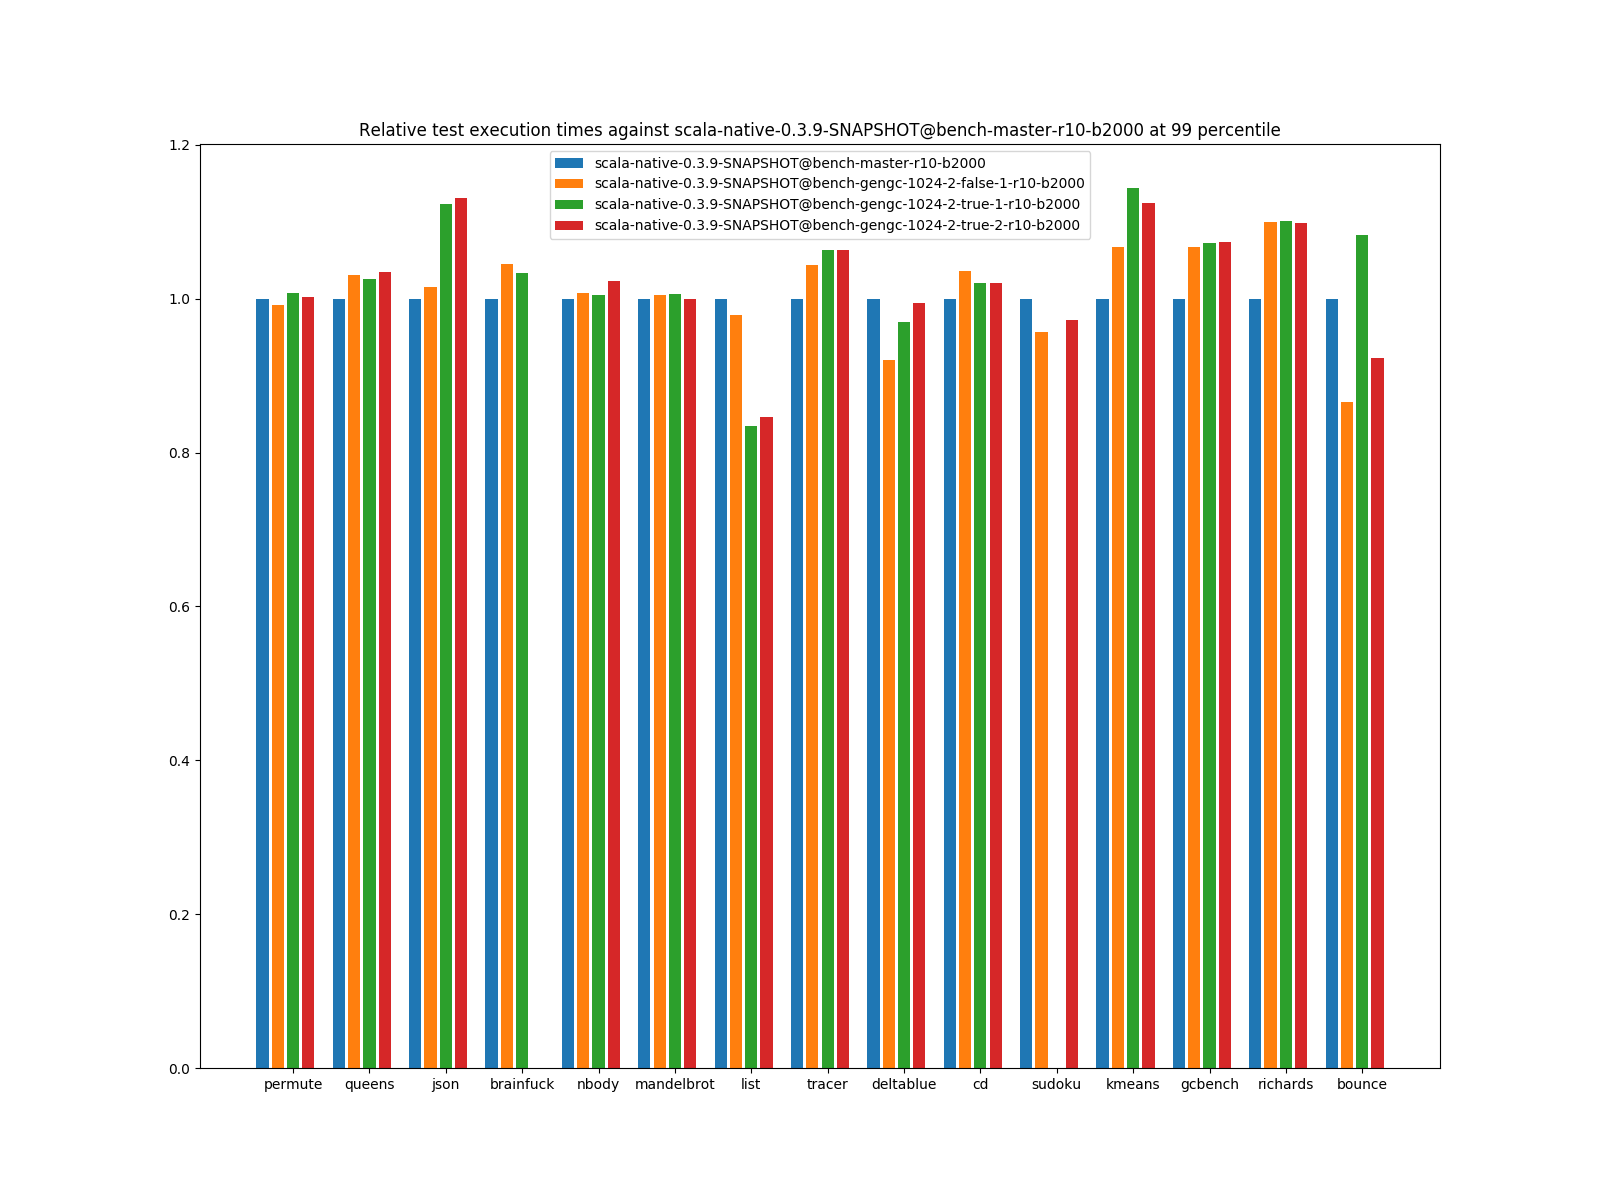 Relative test execution times against scala-native-0.3.9-SNAPSHOT@bench-master-r10-b2000 at 99 percentile
scala-native-0.3.9-SNAPSHOT@bench-master-r10-b2000
scala-native-0.3.9-SNAPSHOT@bench-gengc-1024-2-false-1-r10-b2000
scala-native-0.3.9-SNAPSHOT@bench-gengc-1024-2-true-1-r10-b2000
scala-native-0.3.9-SNAPSHOT@bench-gengc-1024-2-true-2-r10-b2000
1.2
1.0
0.8
0.6
0.4
0.2
0.0
permute queens json brainfuck nbody mandelbrot list tracer deltablue cd sudoku kmeans gcbench richards bounce